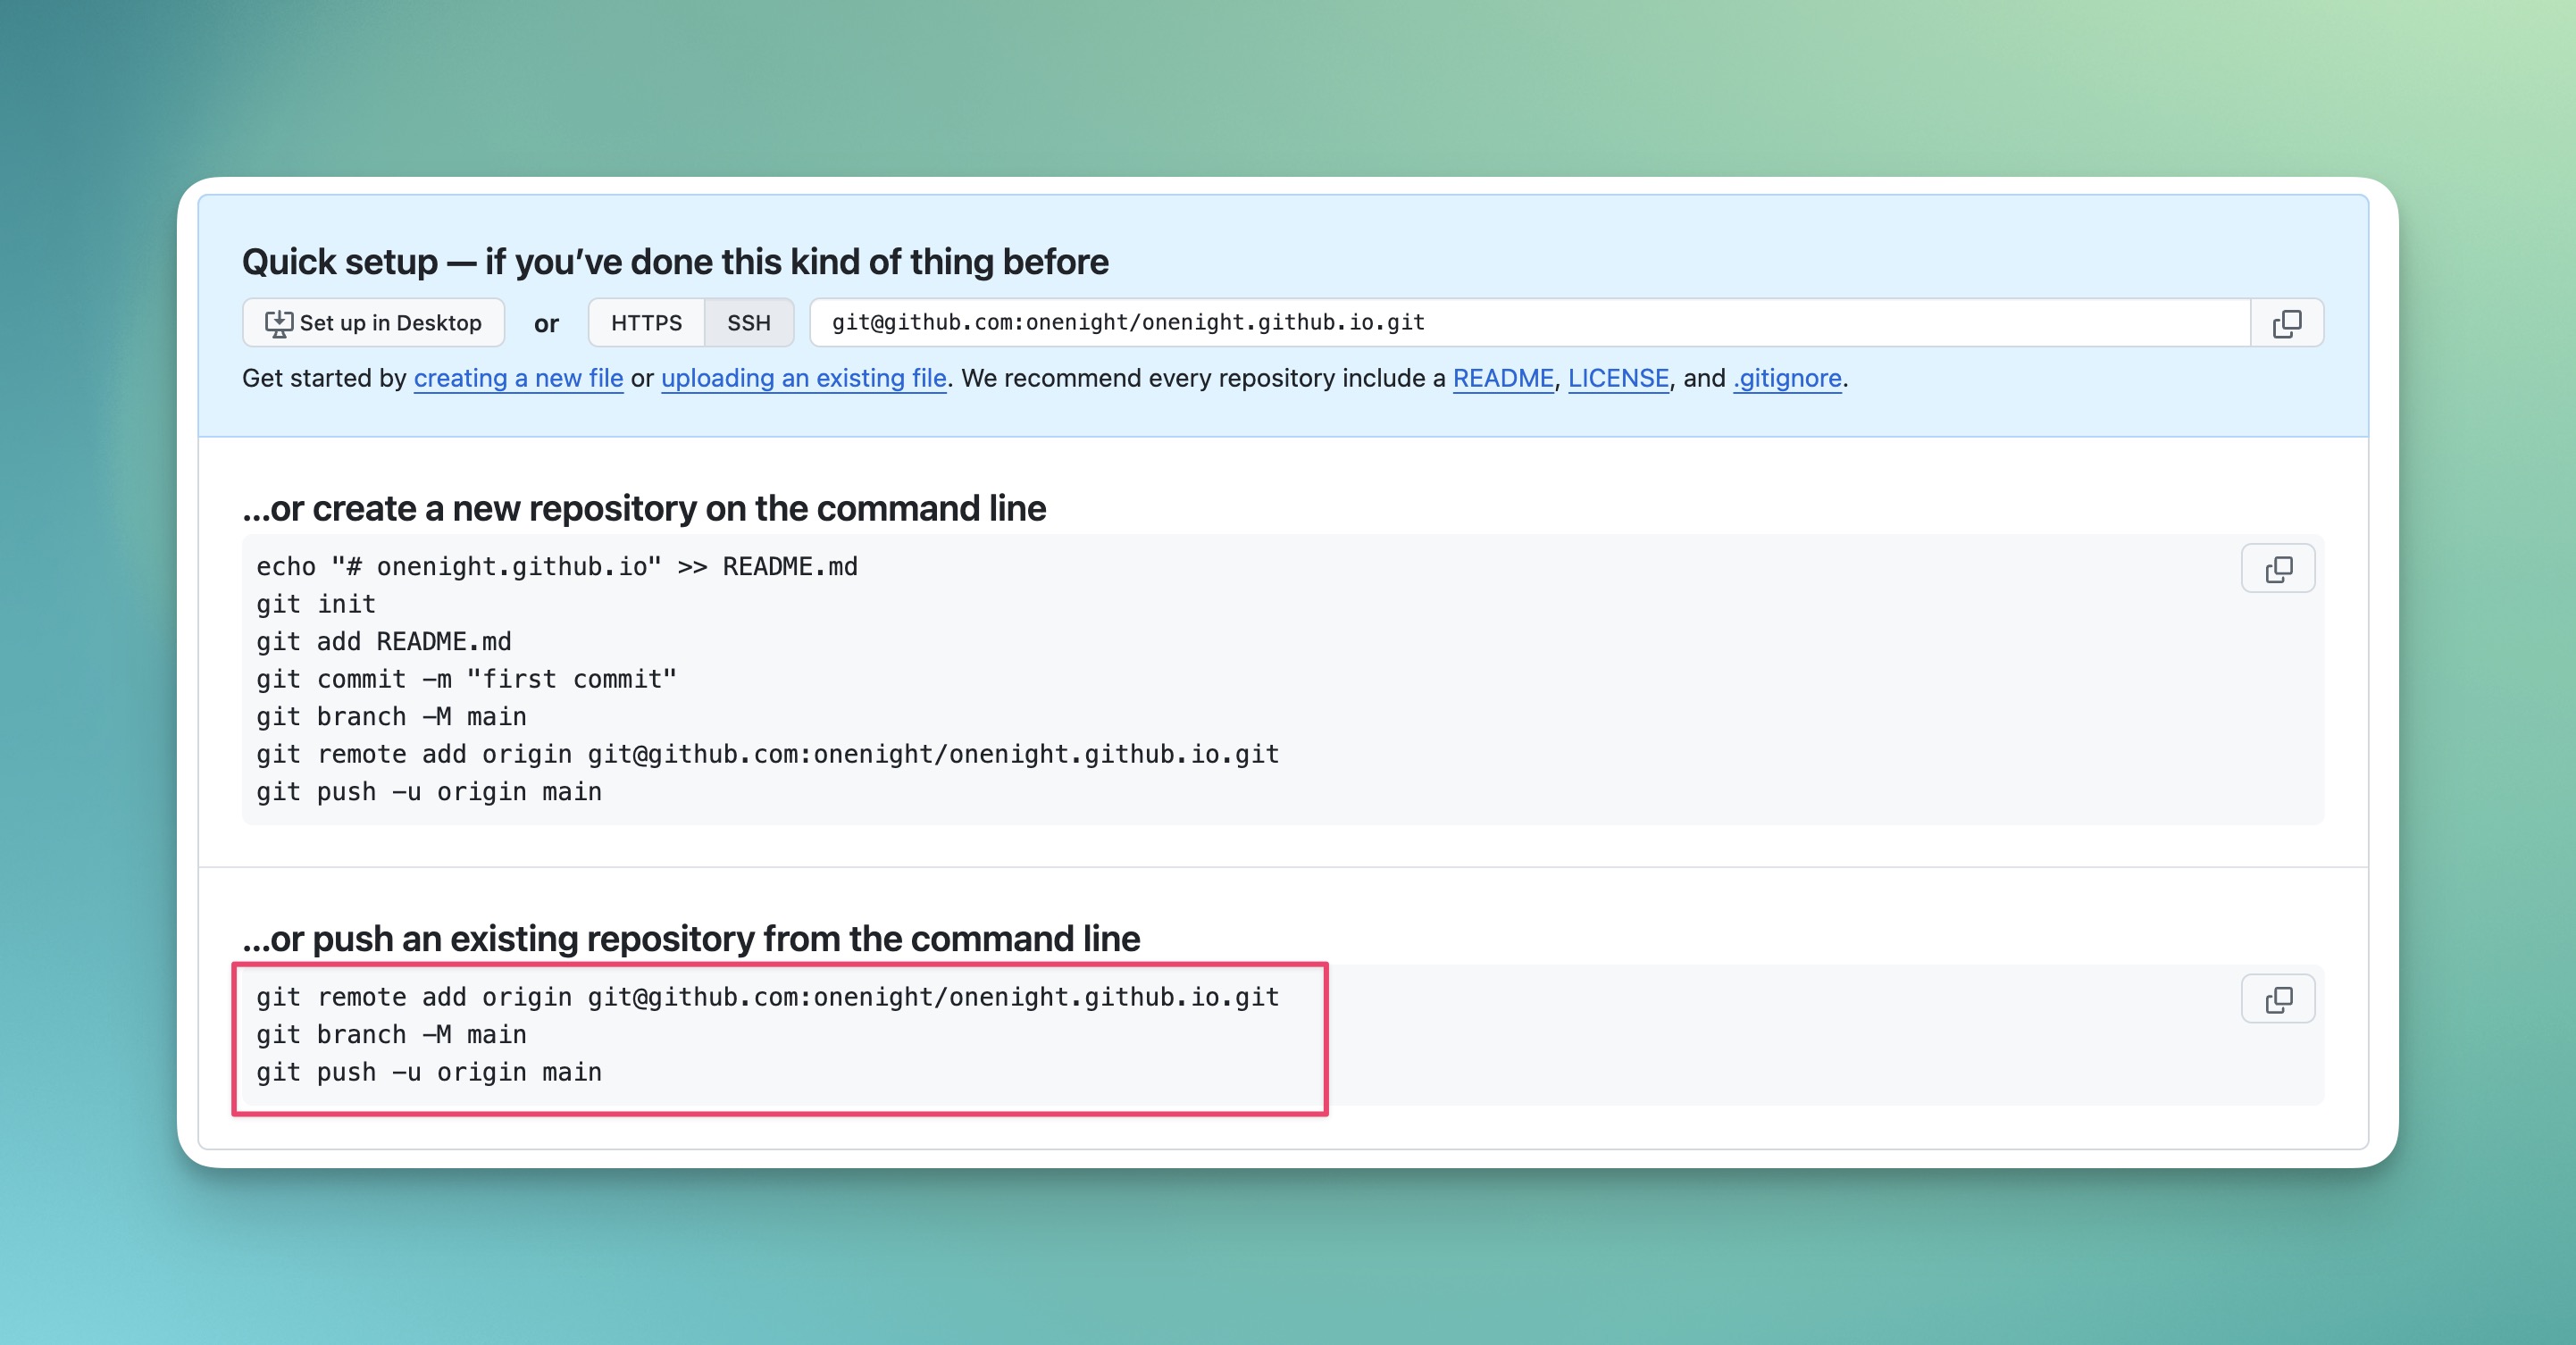 Quick setup — if you’ve done this kind of thing before
Set up in Desktop or HTTPS SSH git@github.com:onenight/onenight.github.io.git
Get started by creating a new file or uploading an existing file. We recommend every repository include a README, LICENSE, and .gitignore.
...or create a new repository on the command line
echo "# onenight.github.io" >> README.md
git init
git add README.md
git commit -m "first commit"
git branch -M main
git remote add origin git@github.com:onenight/onenight.github.io.git
git push -u origin main
...or push an existing repository from the command line
git remote add origin git@github.com:onenight/onenight.github.io.git
git branch -M main
git push -u origin main